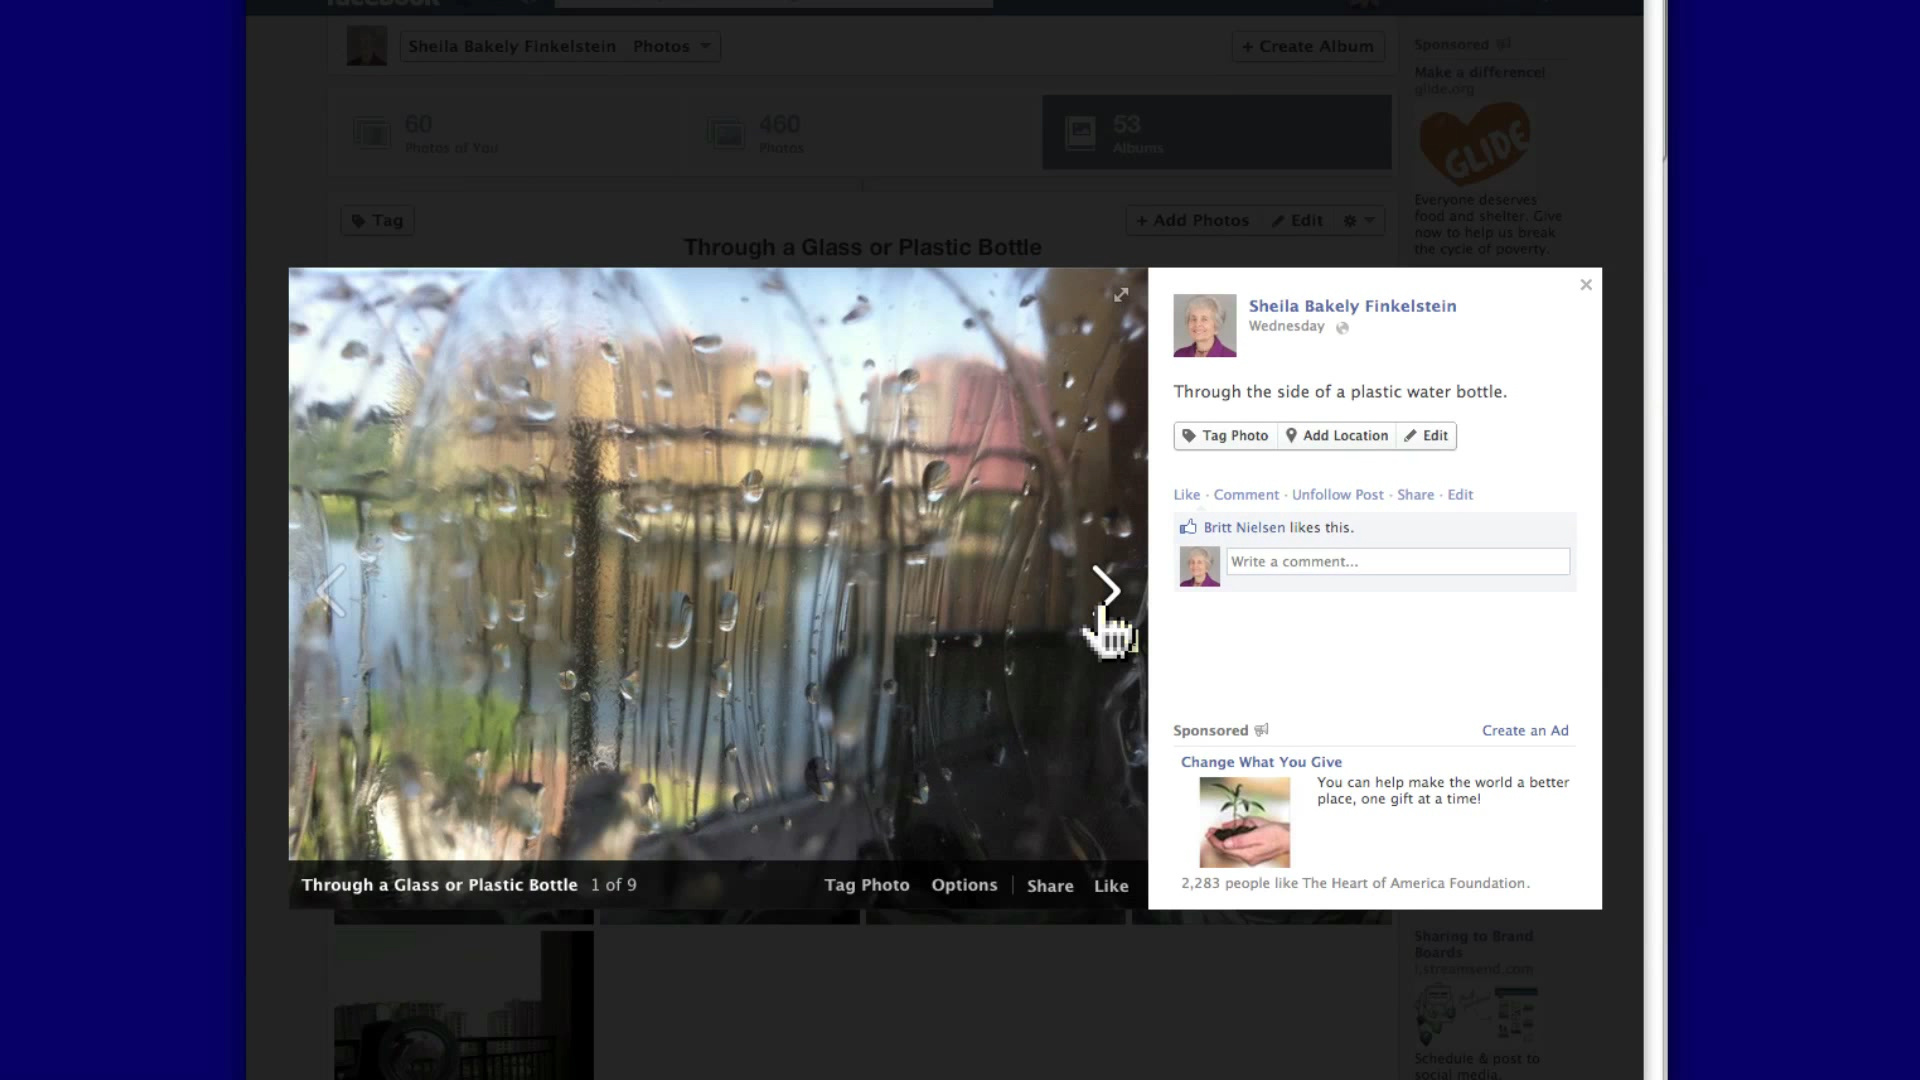 facebook
Sheila Bakely Finkelstein Photos
+ Create Album
Sponsored
Make a difference!
glide.org
60
Photos of You
460
Photos
53
Albums
GLIDE
Everyone deserves
food and shelter. Give
now to help us break
the cycle of poverty.
Tag
+ Add Photos Edit
Through a Glass or Plastic Bottle
Sheila Bakely Finkelstein
Wednesday
Through the side of a plastic water bottle.
Tag Photo Add Location Edit
Like · Comment · Unfollow Post · Share · Edit
Britt Nielsen likes this.
Write a comment...
Sponsored
Create an Ad
Change What You Give
You can help make the world a better
place, one gift at a time!
2,283 people like The Heart of America Foundation.
Through a Glass or Plastic Bottle 1 of 9
Tag Photo Options Share Like
Sharing to Brand
Boards
i.streamsend.com
Schedule & post to
social media.